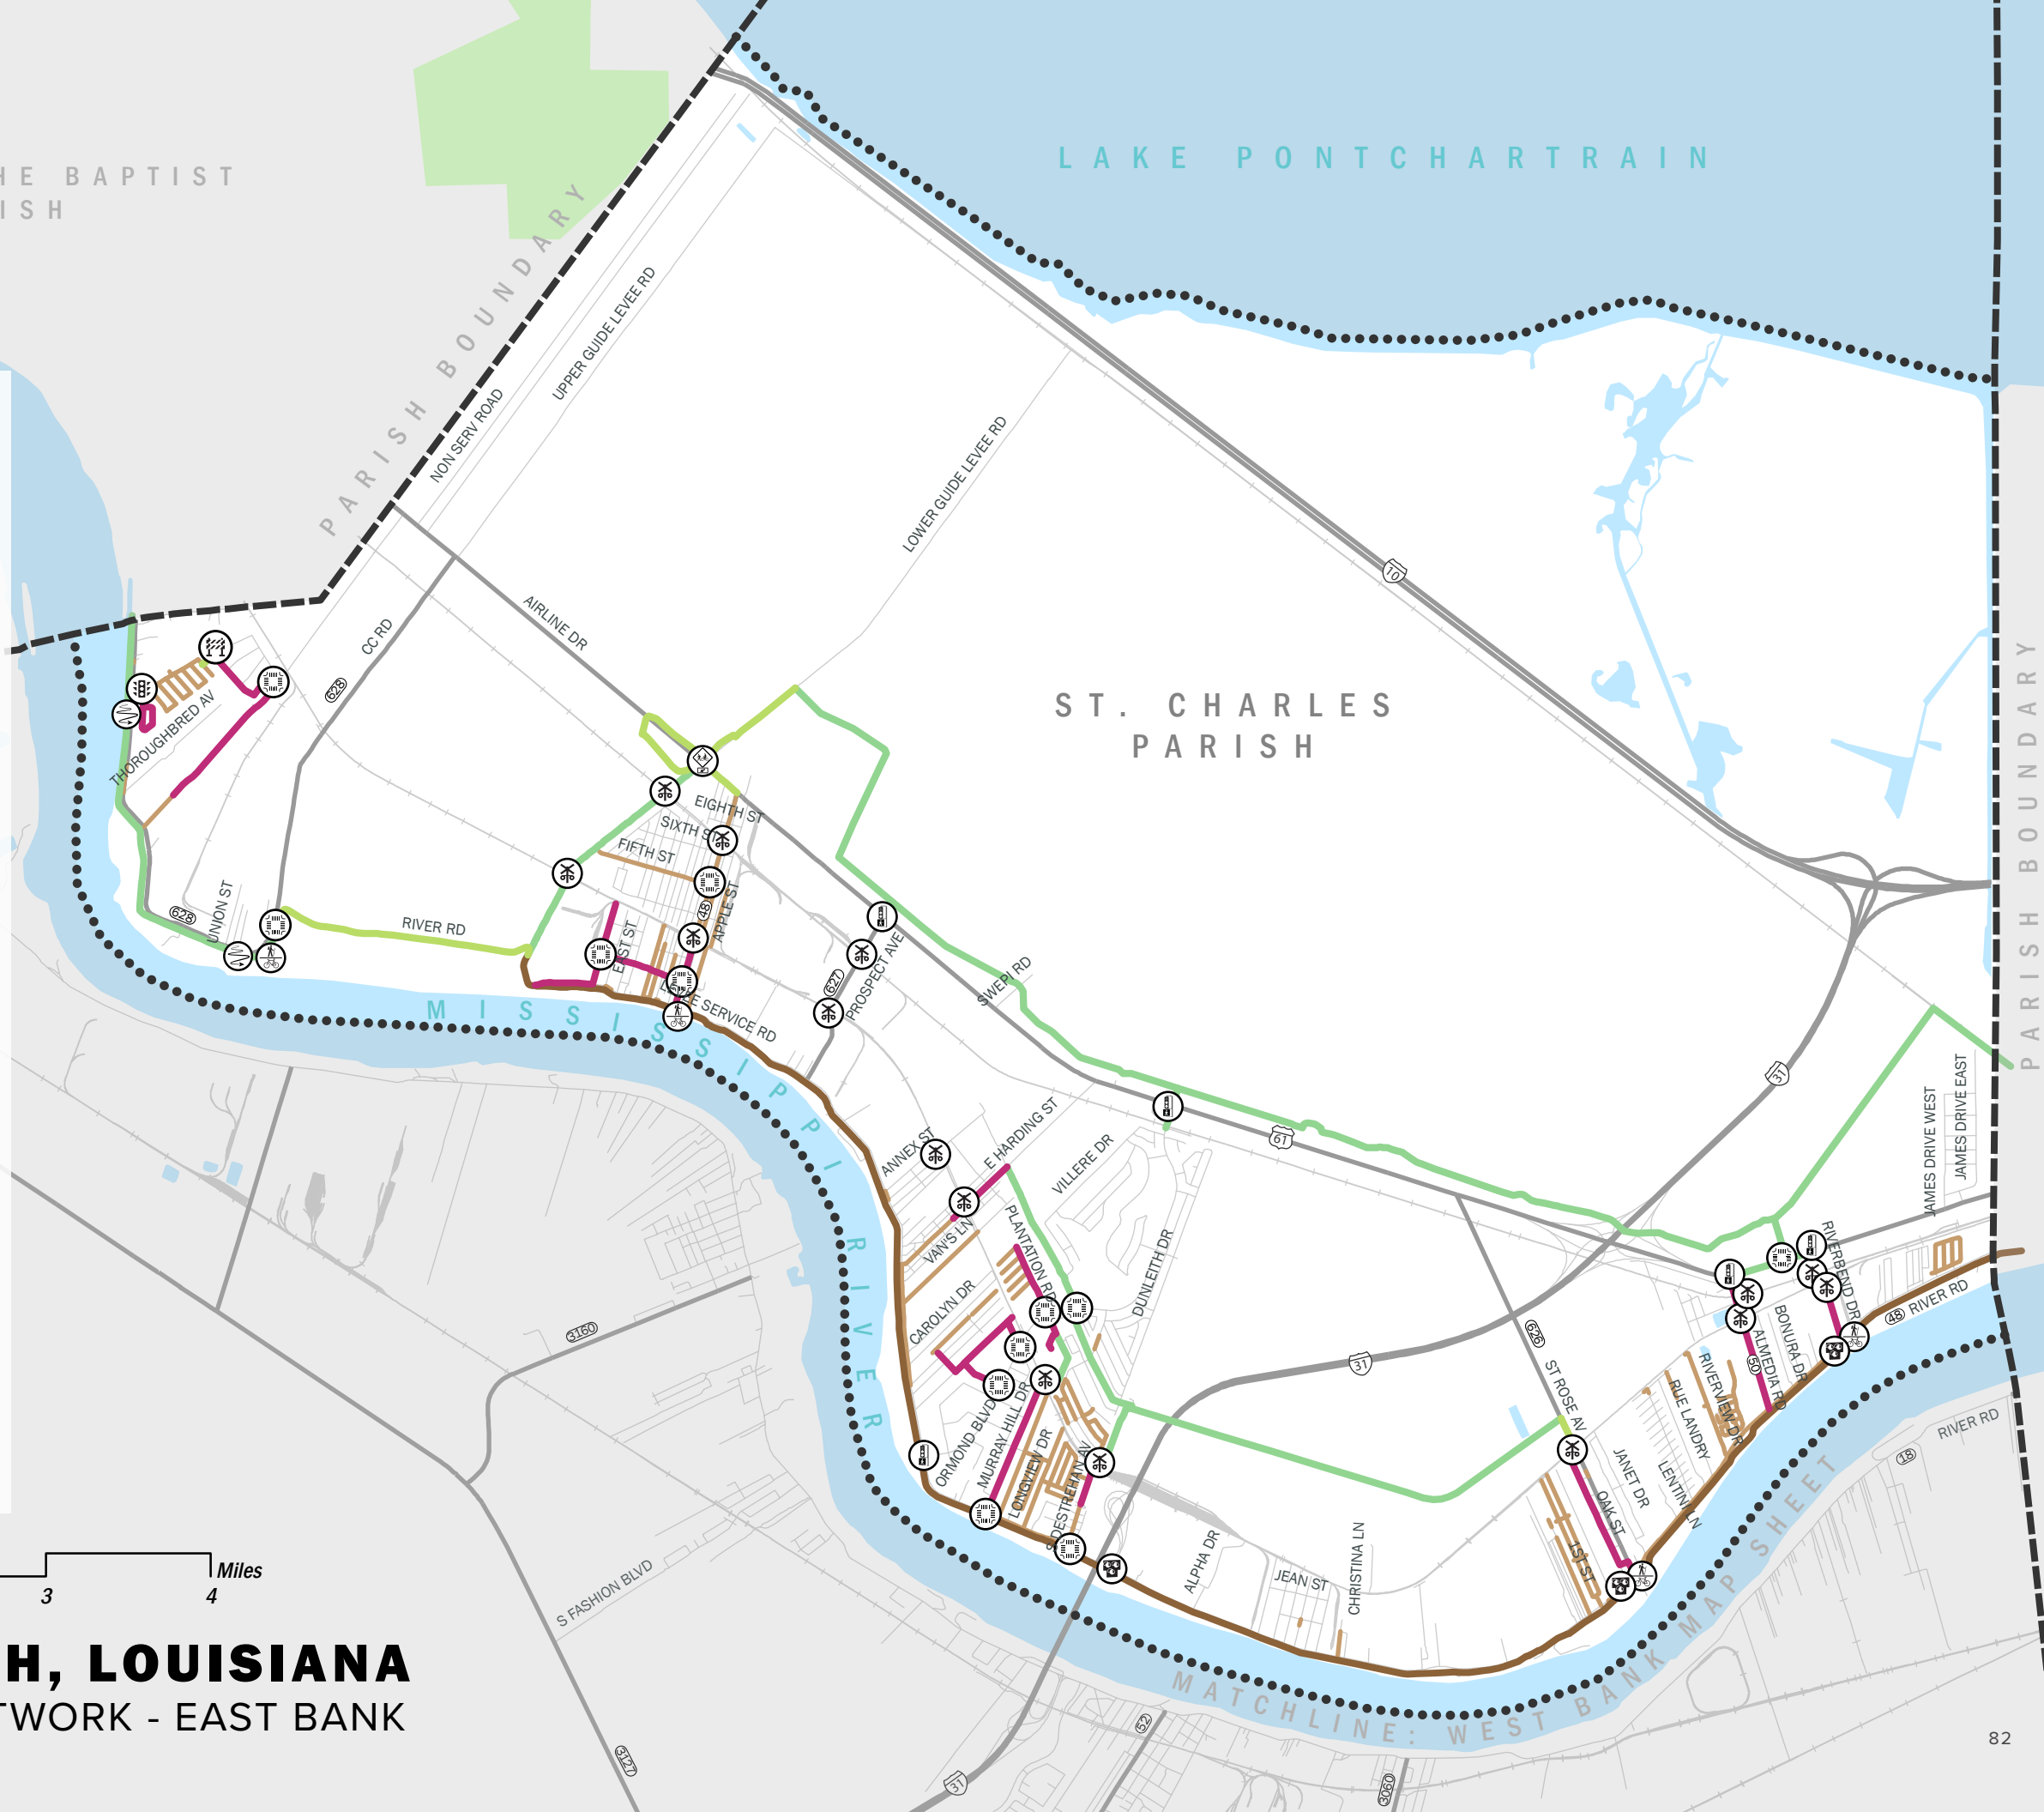 LAKE PONTCHARTRAIN
HE BAPTIST
ISH
PARISH BOUNDARY
UPPER GUIDE LEVEE RD
NON SERV ROAD
LOWER GUIDE LEVEE RD
10
AIRLINE DR
CC RD
628
ST. CHARLES
PARISH
PARISH BOUNDARY
THOROUGHBRED AV
EIGHTH ST
SIXTH ST
FIFTH ST
48
APPLE ST
UNION ST
628
RIVER RD
EAST ST
SERVICE RD
627
PROSPECT AVE
SWEPI RD
MISSISSIPPI RIVER
31
61
JAMES DRIVE WEST
JAMES DRIVE EAST
ANNEX ST
E HARDING ST
VILLERE DR
VAN'S LN
PLANTATION RD
DUNLEITH DR
CAROLYN DR
RIVERBEND DR
48
RIVER RD
BONURA DR
ALMEDIA RD
50
626
ST ROSE AV
31
3160
RIVERVIEW DR
RUE LANDRY
ORMOND BLVD
MURRAY HILL DR
LONGVIEW DR
DESTREHAN AV
JANET DR
LENTINI LN
OAK ST
1ST ST
RIVER RD
18
ALPHA DR
JEAN ST
CHRISTINA LN
3
4
Miles
S FASHION BLVD
H, LOUISIANA
TWORK - EAST BANK
MATCHLINE: WEST BANK MAP SHEET
52
3127
31
3060
82